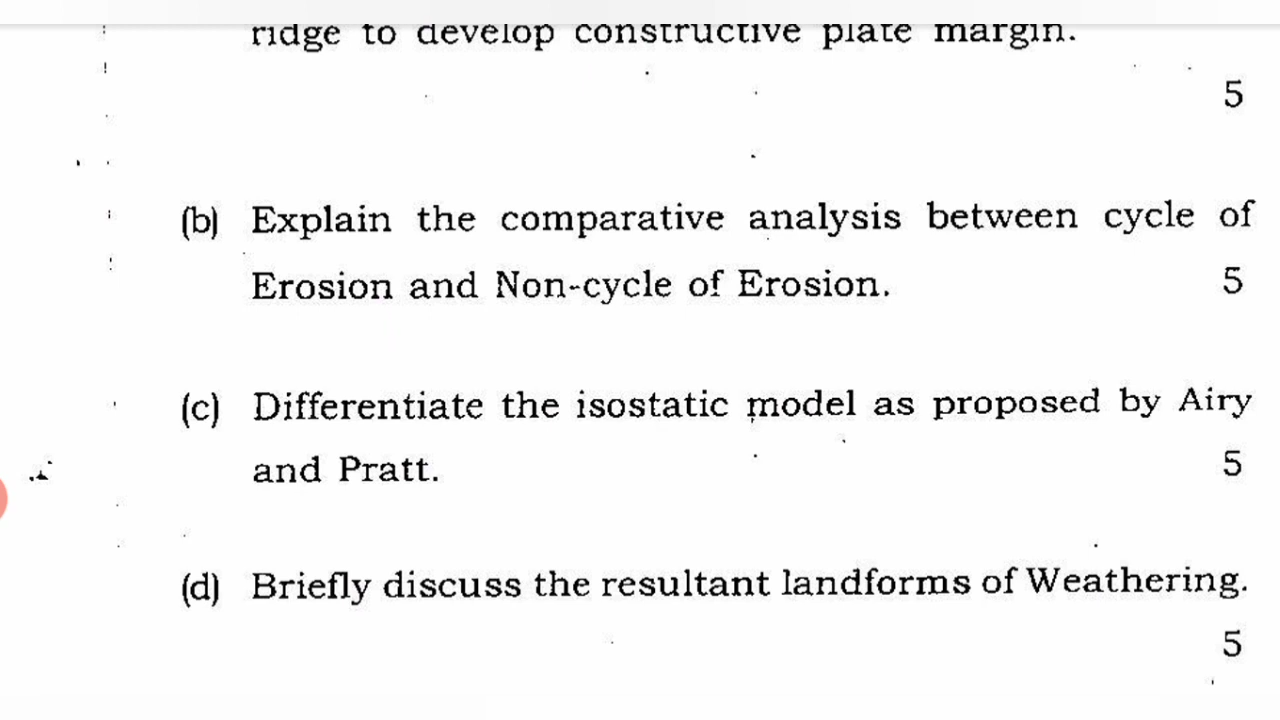 ridge to develop constructive plate margin.
5
(b) Explain the comparative analysis between cycle of
Erosion and Non-cycle of Erosion. 5
(c) Differentiate the isostatic model as proposed by Airy
and Pratt. 5
(d) Briefly discuss the resultant landforms of Weathering.
5